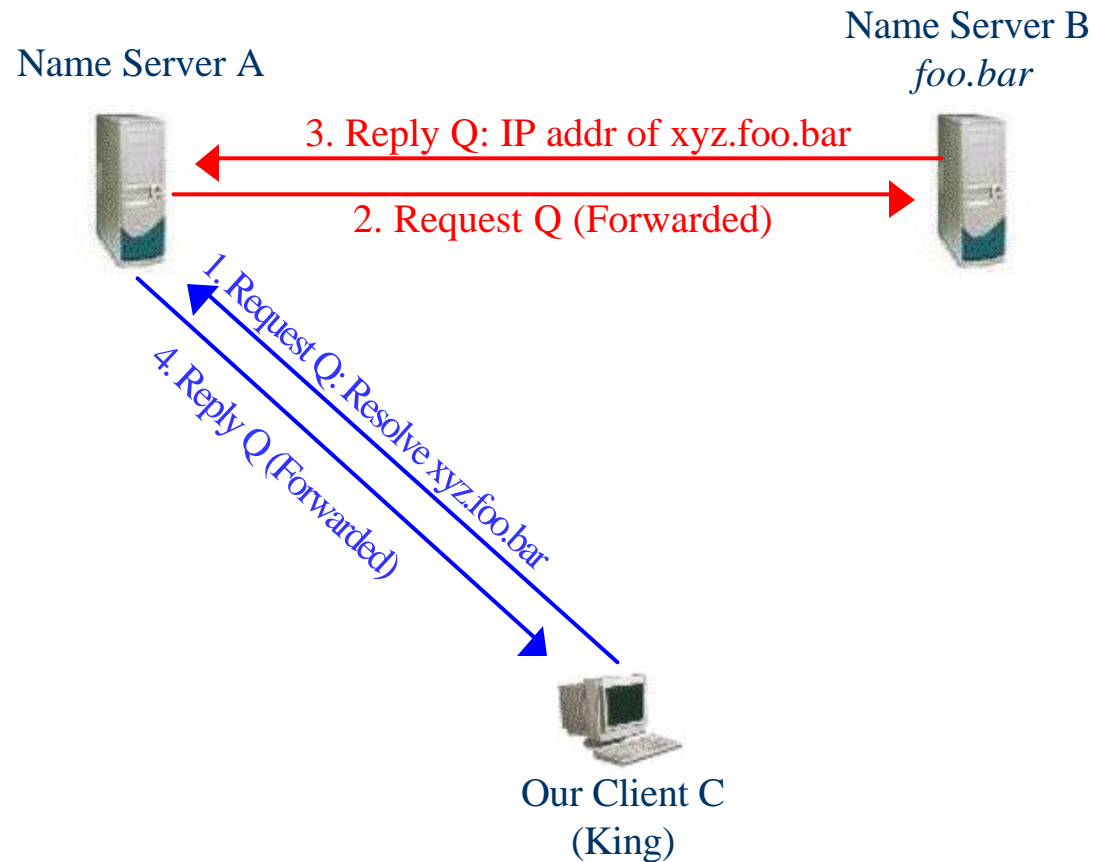 Name Server A
Name Server B
foo.bar
3. Reply Q: IP addr of xyz.foo.bar
2. Request Q (Forwarded)
1. Request Q: Resolve xyz.foo.bar
4. Reply Q (Forwarded)
Our Client C
(King)